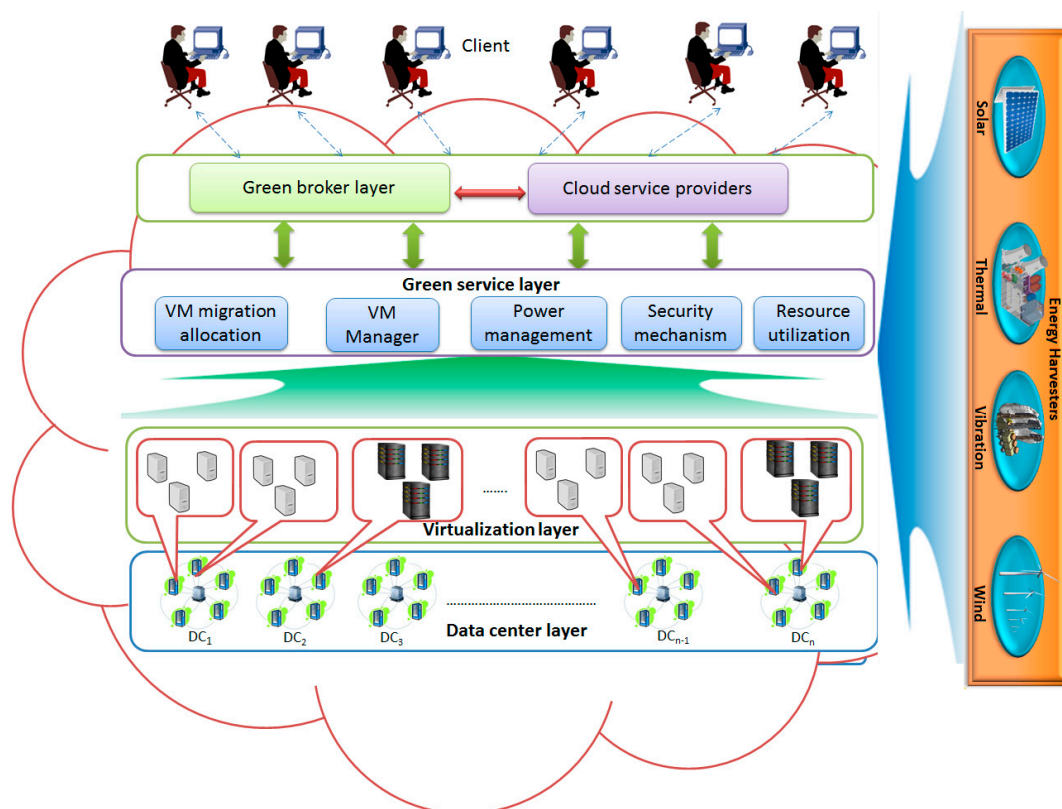 Client
Green broker layer
Cloud service providers
Green service layer
VM migration
allocation
VM
Manager
Power
management
Security
mechanism
Resource
utilization
.......
Virtualization layer
DC1
DC2
DC3
............................................
Data center layer
DCn-1
DCn
Solar
Thermal
Vibration
Wind
Energy Harvesters